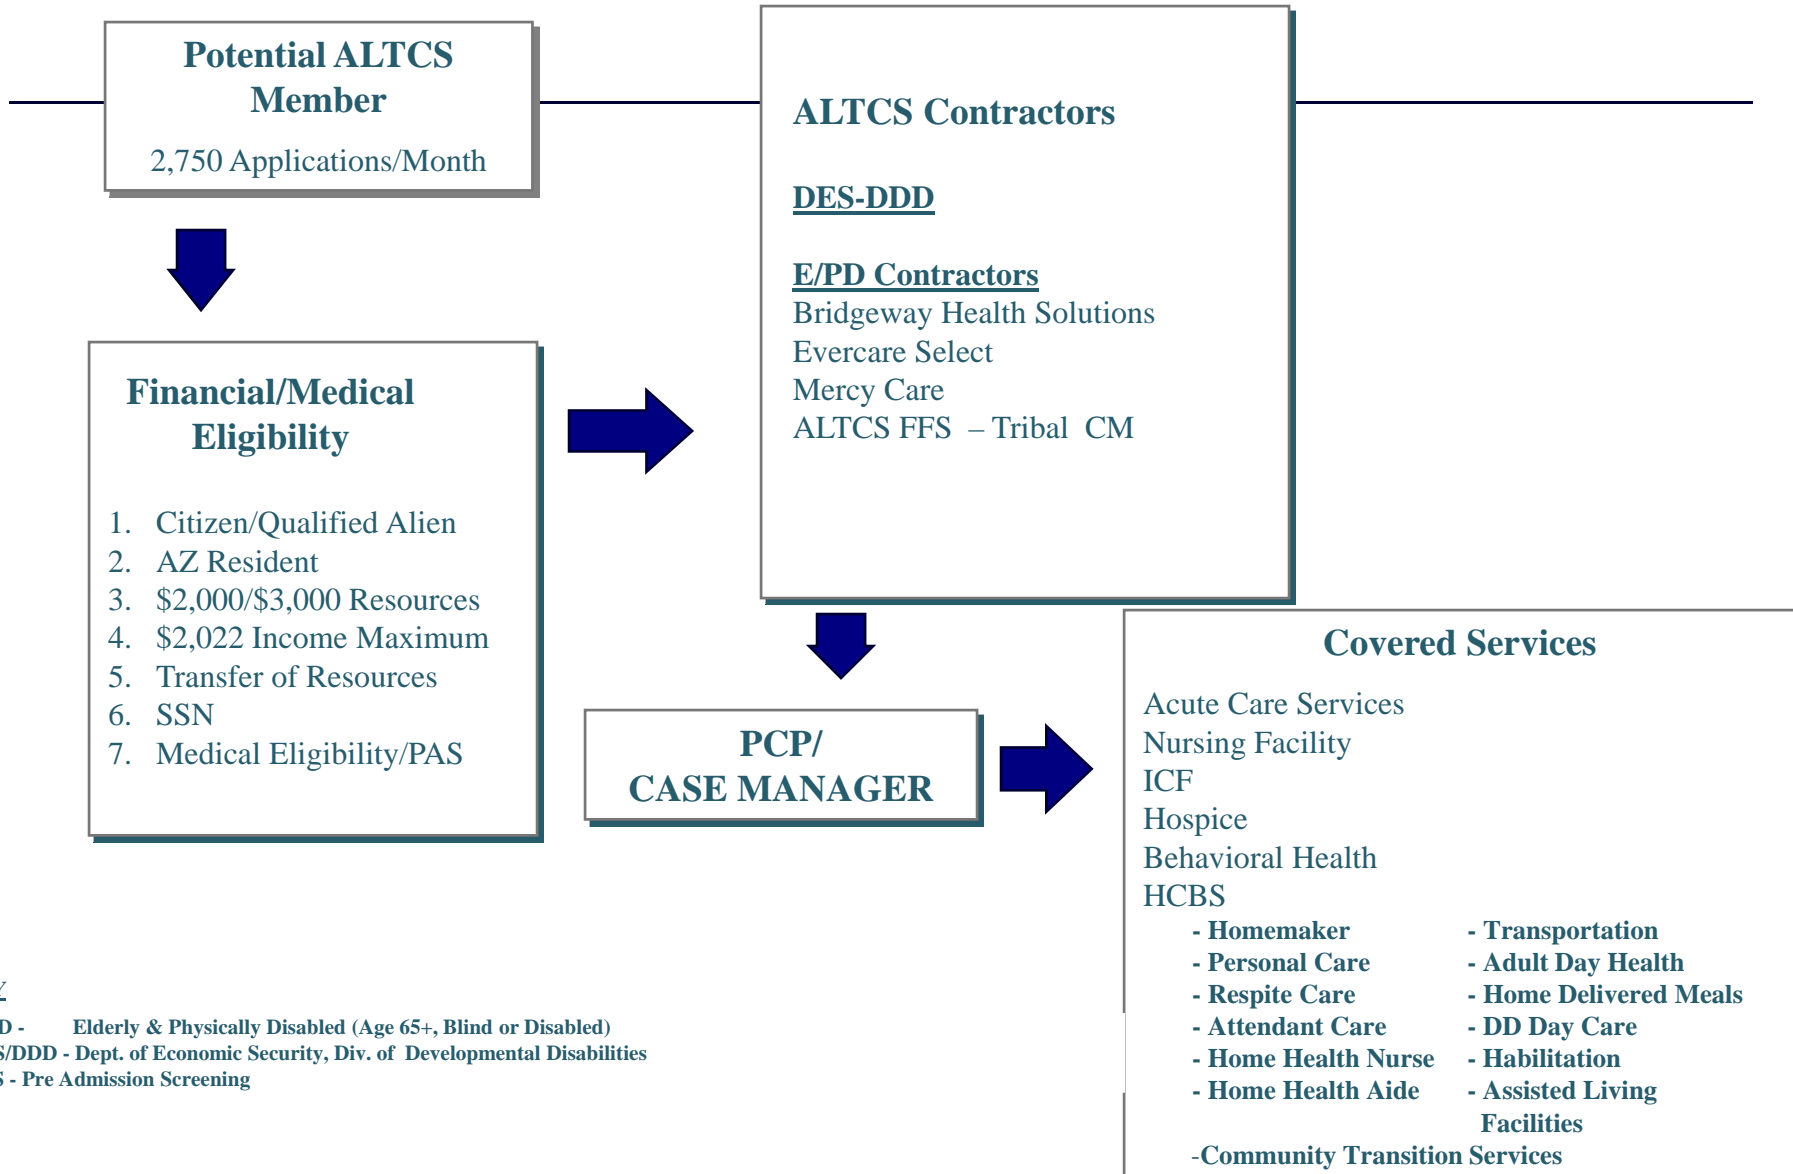 Potential ALTCS
Member
2,750 Applications/Month
Financial/Medical
Eligibility
1. Citizen/Qualified Alien
2. AZ Resident
3. $2,000/$3,000 Resources
4. $2,022 Income Maximum
5. Transfer of Resources
6. SSN
7. Medical Eligibility/PAS
ALTCS Contractors
DES-DDD
E/PD Contractors
Bridgeway Health Solutions
Evercare Select
Mercy Care
ALTCS FFS – Tribal CM
PCP/
CASE MANAGER
Covered Services
Acute Care Services
Nursing Facility
ICF
Hospice
Behavioral Health
HCBS
- Homemaker - Transportation
- Personal Care - Adult Day Health
- Respite Care - Home Delivered Meals
- Attendant Care - DD Day Care
- Home Health Nurse - Habilitation
- Home Health Aide - Assisted Living
Facilities
-Community Transition Services
D - Elderly & Physically Disabled (Age 65+, Blind or Disabled)
S/DDD - Dept. of Economic Security, Div. of Developmental Disabilities
S - Pre Admission Screening